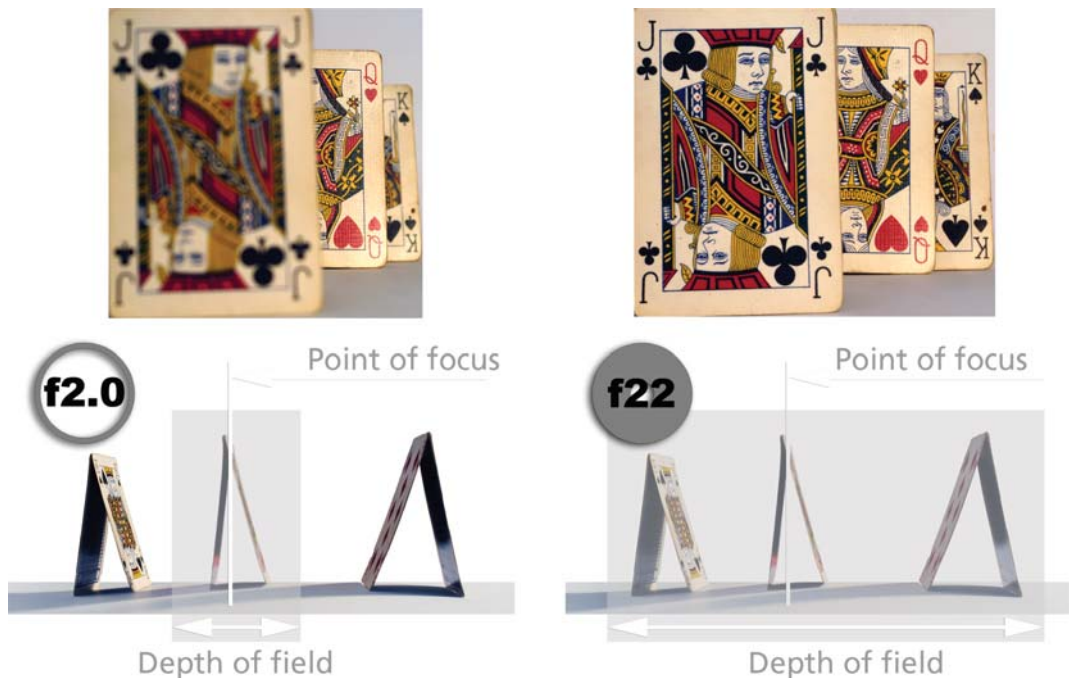 J J
Q
K
Q
K
J J
J J
Q
K
Q
K
J J
f2.0
Point of focus
Depth of field
f22
Point of focus
Depth of field